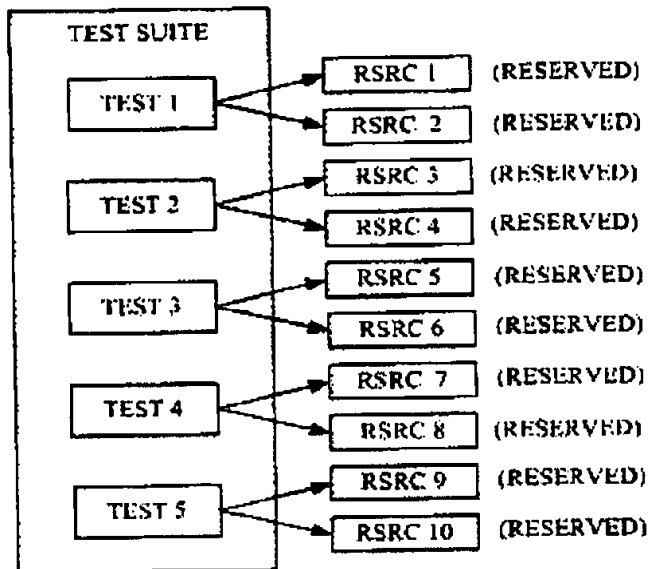 TEST SUITE
TEST 1
RSRC 1 (RESERVED)
RSRC 2 (RESERVED)
TEST 2
RSRC 3 (RESERVED)
RSRC 4 (RESERVED)
TEST 3
RSRC 5 (RESERVED)
RSRC 6 (RESERVED)
TEST 4
RSRC 7 (RESERVED)
RSRC 8 (RESERVED)
TEST 5
RSRC 9 (RESERVED)
RSRC 10 (RESERVED)